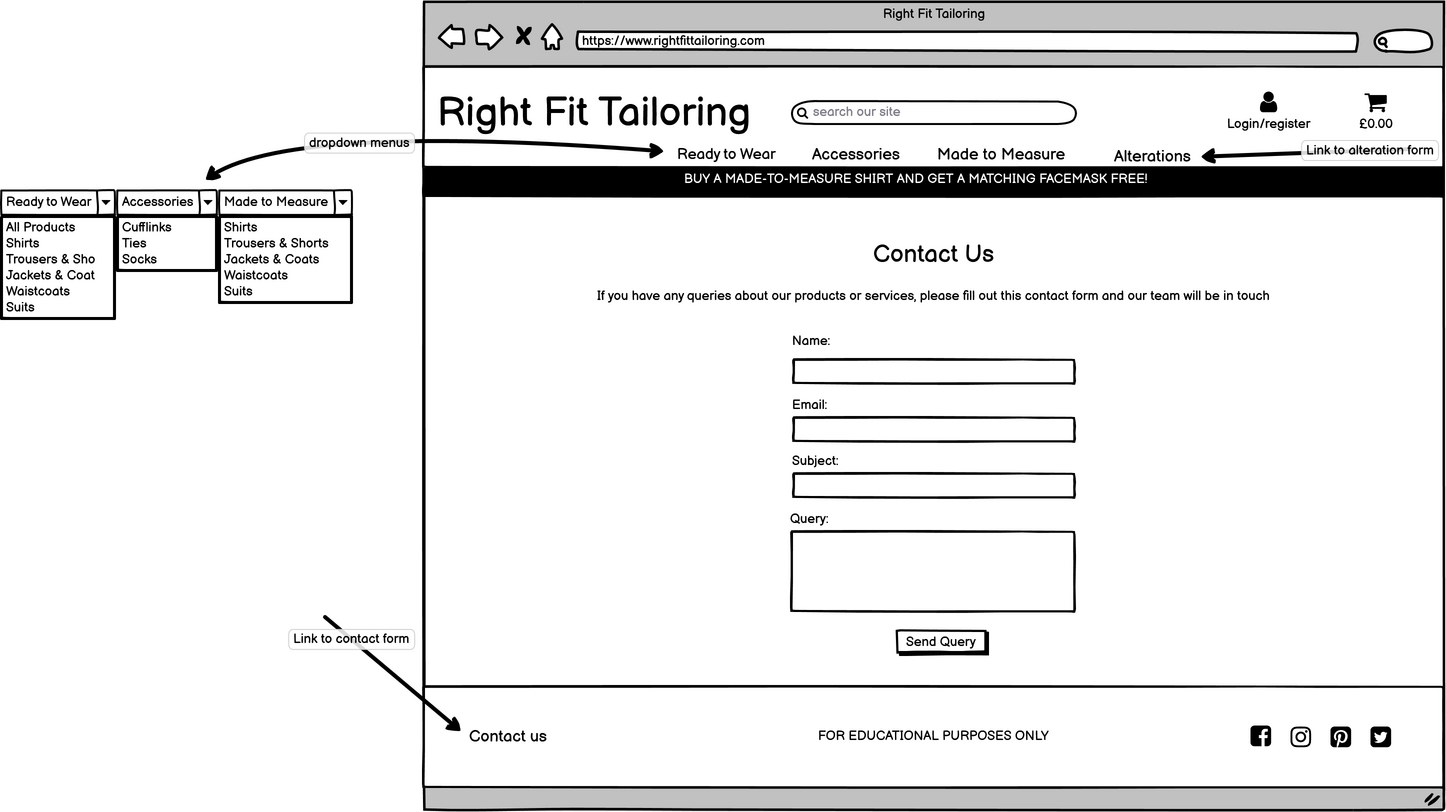 Right Fit Tailoring
https://www.rightfittailoring.com
Right Fit Tailoring
search our site
Login/register
£0.00
dropdown menus
Ready to Wear
Accessories
Made to Measure
Alterations
Link to alteration form
BUY A MADE-TO-MEASURE SHIRT AND GET A MATCHING FACEMASK FREE!
Ready to Wear
All Products
Shirts
Trousers & Sho
Jackets & Coat
Waistcoats
Suits
Accessories
Cufflinks
Ties
Socks
Made to Measure
Shirts
Trousers & Shorts
Jackets & Coats
Waistcoats
Suits
Contact Us
If you have any queries about our products or services, please fill out this contact form and our team will be in touch
Name:
Email:
Subject:
Query:
Send Query
Link to contact form
Contact us
FOR EDUCATIONAL PURPOSES ONLY